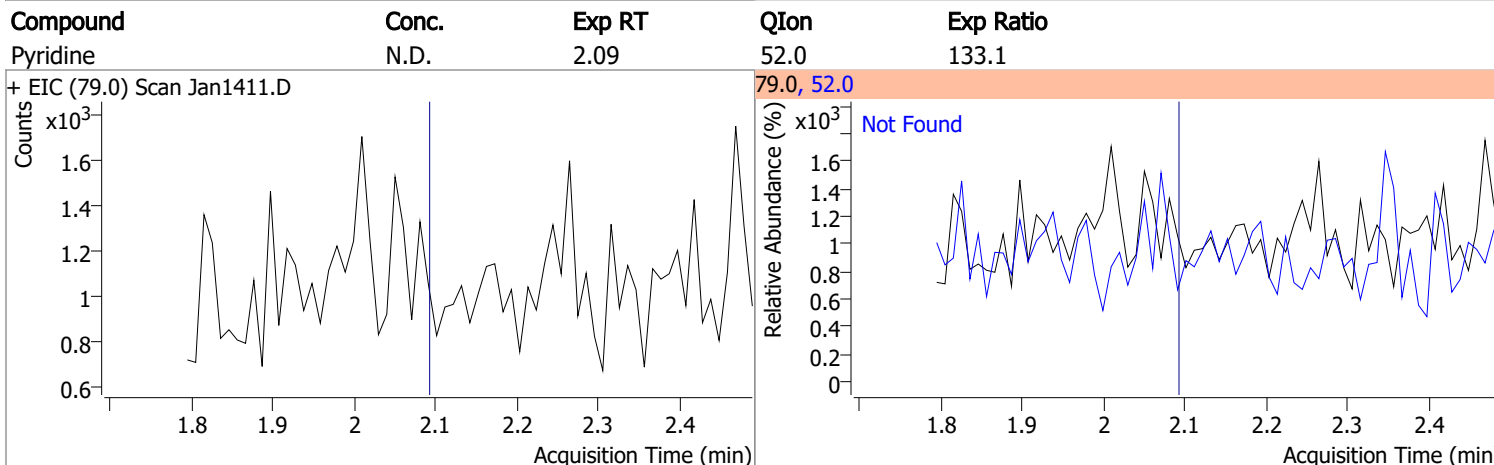 Compound Conc. Exp RT QIon Exp Ratio
Pyridine N.D. 2.09 52.0 133.1
+ EIC (79.0) Scan Jan1411.D
79.0, 52.0
Counts
x10³
1.6
1.4
1.2
1
0.8
0.6
1.8 1.9 2 2.1 2.2 2.3 2.4
Acquisition Time (min)
Relative Abundance (%)
x10³
Not Found
1.6
1.4
1.2
1
0.8
0.6
0.4
0.2
0
1.8 1.9 2 2.1 2.2 2.3 2.4
Acquisition Time (min